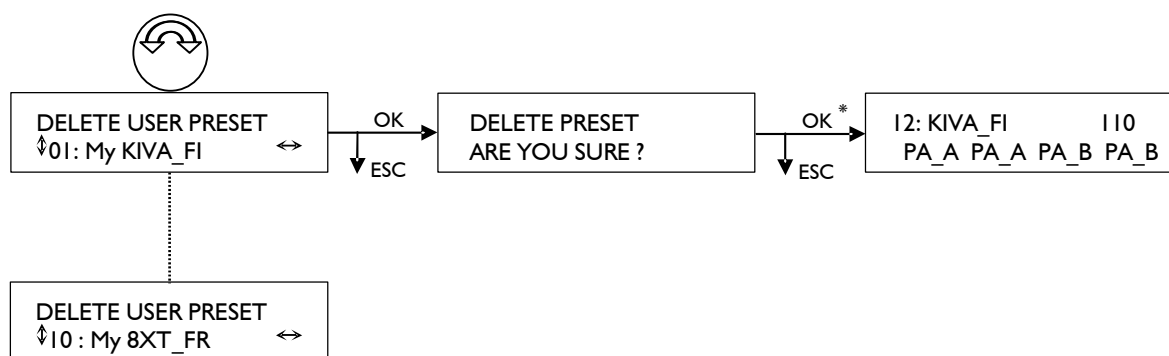 DELETE USER PRESET
⇕01: My KIVA_FI ↔
OK
ESC
DELETE PRESET
ARE YOU SURE ?
OK *
ESC
12: KIVA_FI 110
PA_A PA_A PA_B PA_B
DELETE USER PRESET
⇕10 : My 8XT_FR ↔